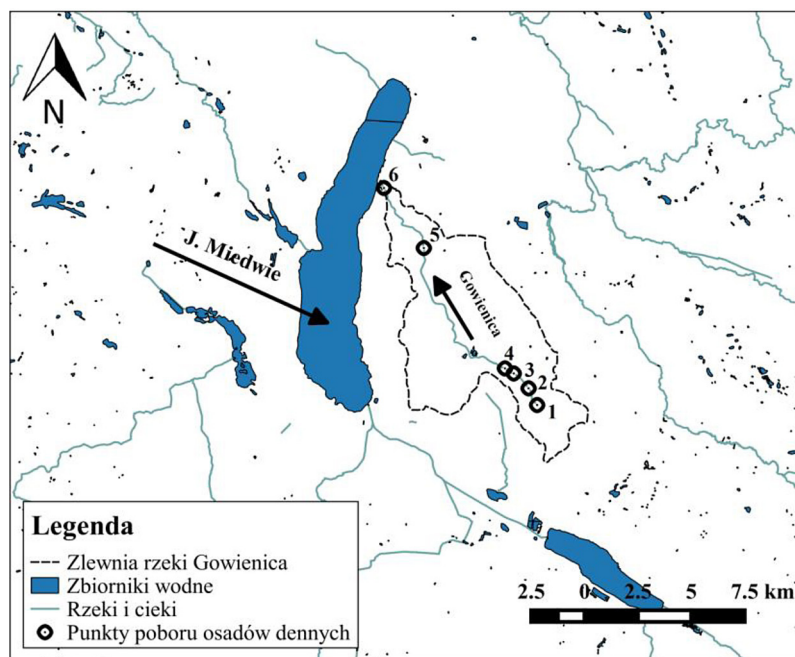 N
6
J. Miedwie
5
Gowienica
4
3
2
1
Legenda
Zlewnia rzeki Gowienica
Zbiorniki wodne
Rzeki i cieki
Punkty poboru osadów dennych
2.5 0 2.5 5 7.5 km